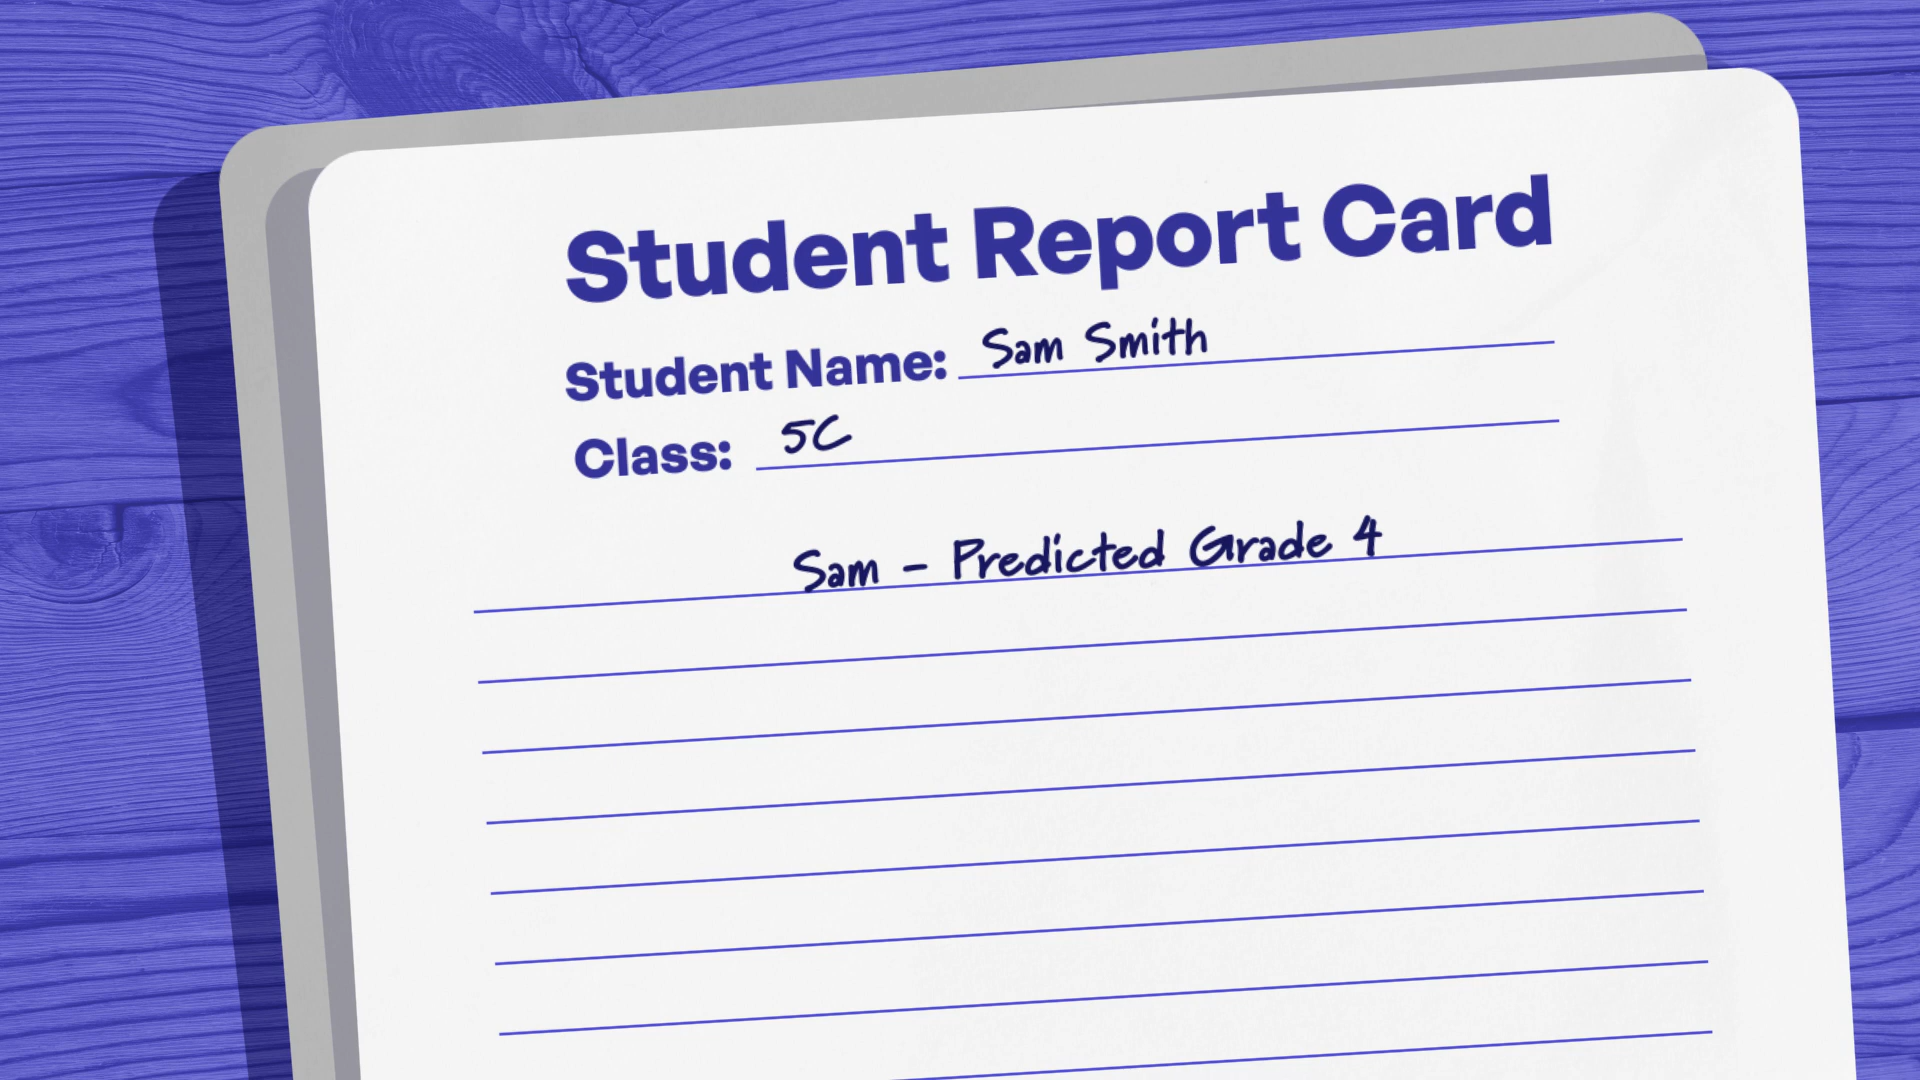 Student Report Card
Student Name: Sam Smith
Class: 5C
Sam - Predicted Grade 4